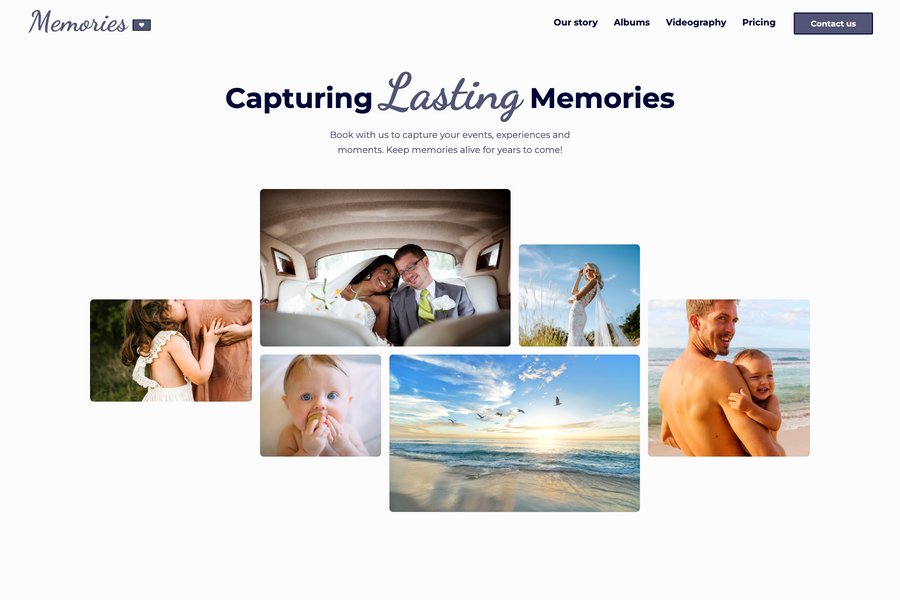 Memories
Our story
Albums
Videography
Pricing
Contact us
Capturing Lasting Memories
Book with us to capture your events, experiences and
moments. Keep memories alive for years to come!